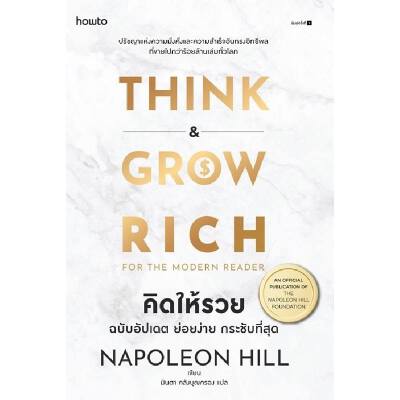 howto
ปรัชญาแห่งความมั่งคั่งและความสำเร็จอันทรงอิทธิพล
ที่ขายไปกว่าร้อยล้านเล่มทั่วโลก
THINK
&
GROW
RICH
FOR THE MODERN READER
AN OFFICIAL
PUBLICATION OF
THE
NAPOLEON HILL
FOUNDATION
คิดให้รวย
ฉบับอัปเดต ย่อยง่าย กระชับที่สุด
NAPOLEON HILL
เขียน
แปล